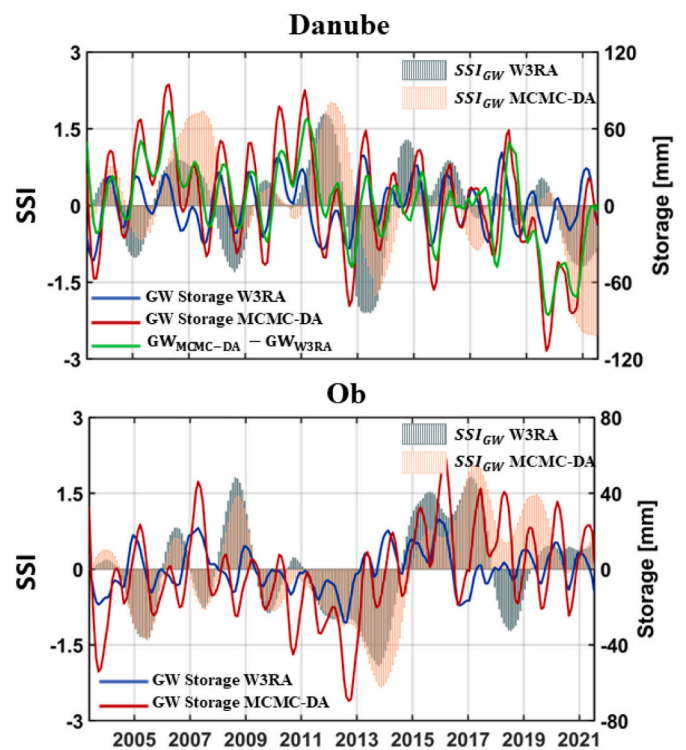 Danube
3
1.5
0
-1.5
-3
SSI
120
60
0
-60
-120
Storage [mm]
SSI_GW W3RA
SSI_GW MCMC-DA
GW Storage W3RA
GW Storage MCMC-DA
GW_MCMC-DA − GW_W3RA
Ob
3
1.5
0
-1.5
-3
SSI
80
40
0
-40
-80
Storage [mm]
SSI_GW W3RA
SSI_GW MCMC-DA
GW Storage W3RA
GW Storage MCMC-DA
2005 2007 2009 2011 2013 2015 2017 2019 2021